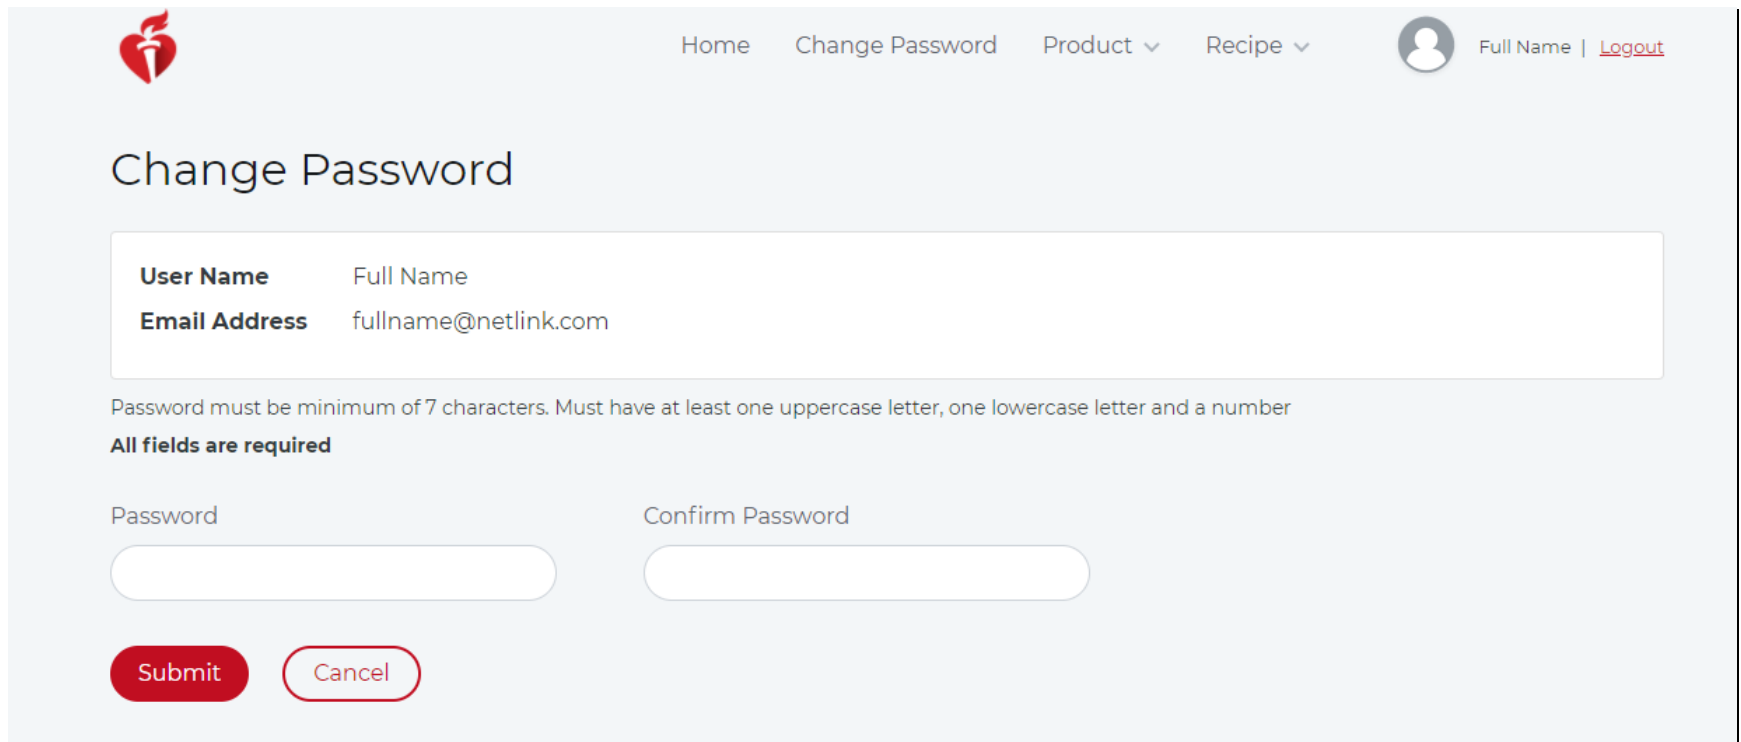 Home Change Password Product Recipe Full Name | Logout
Change Password
User Name Full Name
Email Address fullname@netlink.com
Password must be minimum of 7 characters. Must have at least one uppercase letter, one lowercase letter and a number
All fields are required
Password Confirm Password
Submit Cancel